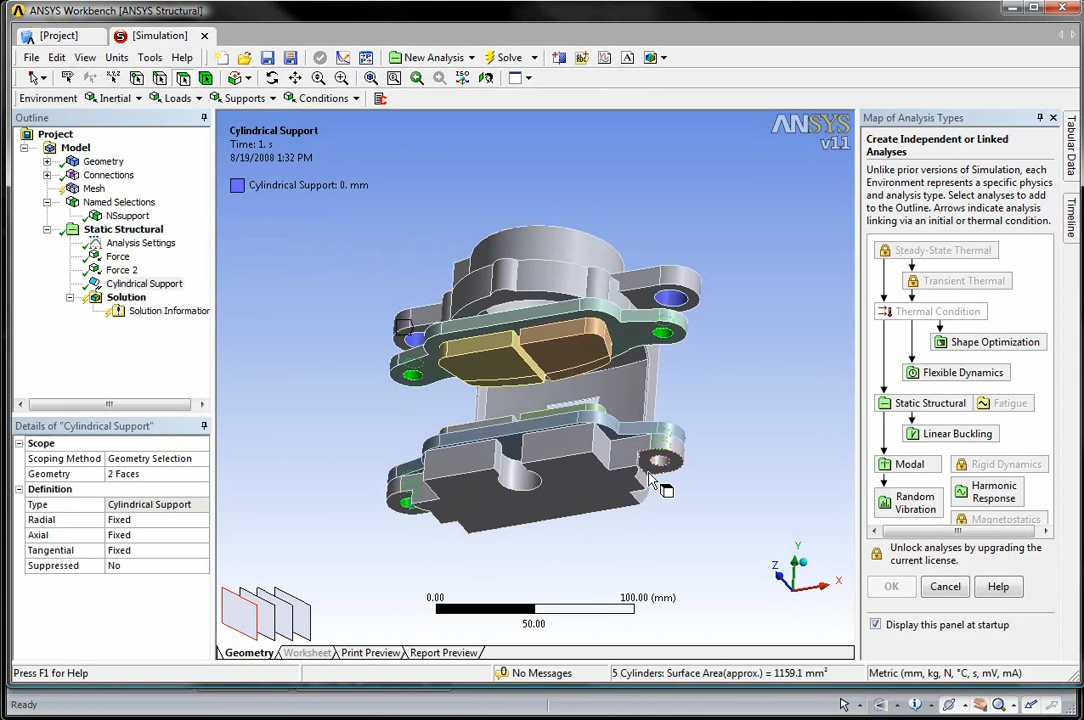 ANSYS Workbench [ANSYS Structural]
[Project]
[Simulation]
File Edit View Units Tools Help
New Analysis
Solve
A
ISO
Environment
Inertial
Loads
Supports
Conditions
Outline
Project
Model
Geometry
Connections
Mesh
Named Selections
NSsupport
Static Structural
Analysis Settings
Force
Force 2
Cylindrical Support
Solution
Solution Informatior
Details of "Cylindrical Support"
Scope
Scoping Method Geometry Selection
Geometry 2 Faces
Definition
Type Cylindrical Support
Radial Fixed
Axial Fixed
Tangential Fixed
Suppressed No
Cylindrical Support
Time: 1. s
8/19/2008 1:32 PM
Cylindrical Support: 0. mm
ANSYS
v11
Y
Z
X
0.00 100.00 (mm)
50.00
Geometry Worksheet Print Preview Report Preview
Map of Analysis Types
Create Independent or Linked
Analyses
Unlike prior versions of Simulation, each
Environment represents a specific physics
and analysis type. Select analyses to add
to the Outline. Arrows indicate analysis
linking via an initial or thermal condition.
Steady-State Thermal
Transient Thermal
Thermal Condition
Shape Optimization
Flexible Dynamics
Static Structural
Fatigue
Linear Buckling
Modal
Rigid Dynamics
Random
Vibration
Harmonic
Response
Magnetostatics
Unlock analyses by upgrading the
current license.
OK Cancel Help
Display this panel at startup
Tabular Data
Timeline
Press F1 for Help
No Messages
5 Cylinders: Surface Area(approx.) = 1159.1 mm²
Metric (mm, kg, N, °C, s, mV, mA)
Ready